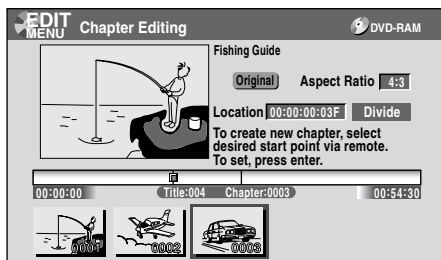 EDIT
MENU Chapter Editing
DVD-RAM
Fishing Guide
Original Aspect Ratio 4:3
Location 00:00:00:03F Divide
To create new chapter, select
desired start point via remote.
To set, press enter.
00:00:00 Title:004 Chapter:0003 00:54:30
0001 0002 0003